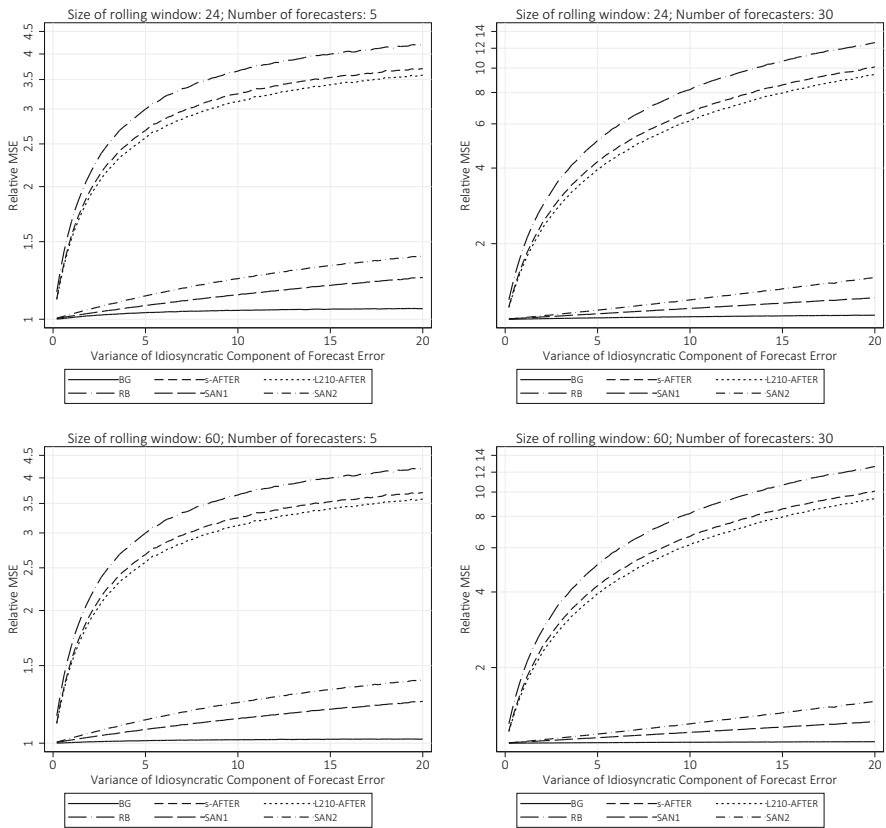 Size of rolling window: 24; Number of forecasters: 5
Relative MSE
4.5
4
3.5
3
2.5
2
1.5
1
0 5 10 15 20
Variance of Idiosyncratic Component of Forecast Error
BG s-AFTER L210-AFTER
RB SAN1 SAN2
Size of rolling window: 24; Number of forecasters: 30
Relative MSE
14
12
10
8
6
4
2
0 5 10 15 20
Variance of Idiosyncratic Component of Forecast Error
BG s-AFTER L210-AFTER
RB SAN1 SAN2
Size of rolling window: 60; Number of forecasters: 5
Relative MSE
4.5
4
3.5
3
2.5
2
1.5
1
0 5 10 15 20
Variance of Idiosyncratic Component of Forecast Error
BG s-AFTER L210-AFTER
RB SAN1 SAN2
Size of rolling window: 60; Number of forecasters: 30
Relative MSE
14
12
10
8
6
4
2
0 5 10 15 20
Variance of Idiosyncratic Component of Forecast Error
BG s-AFTER L210-AFTER
RB SAN1 SAN2